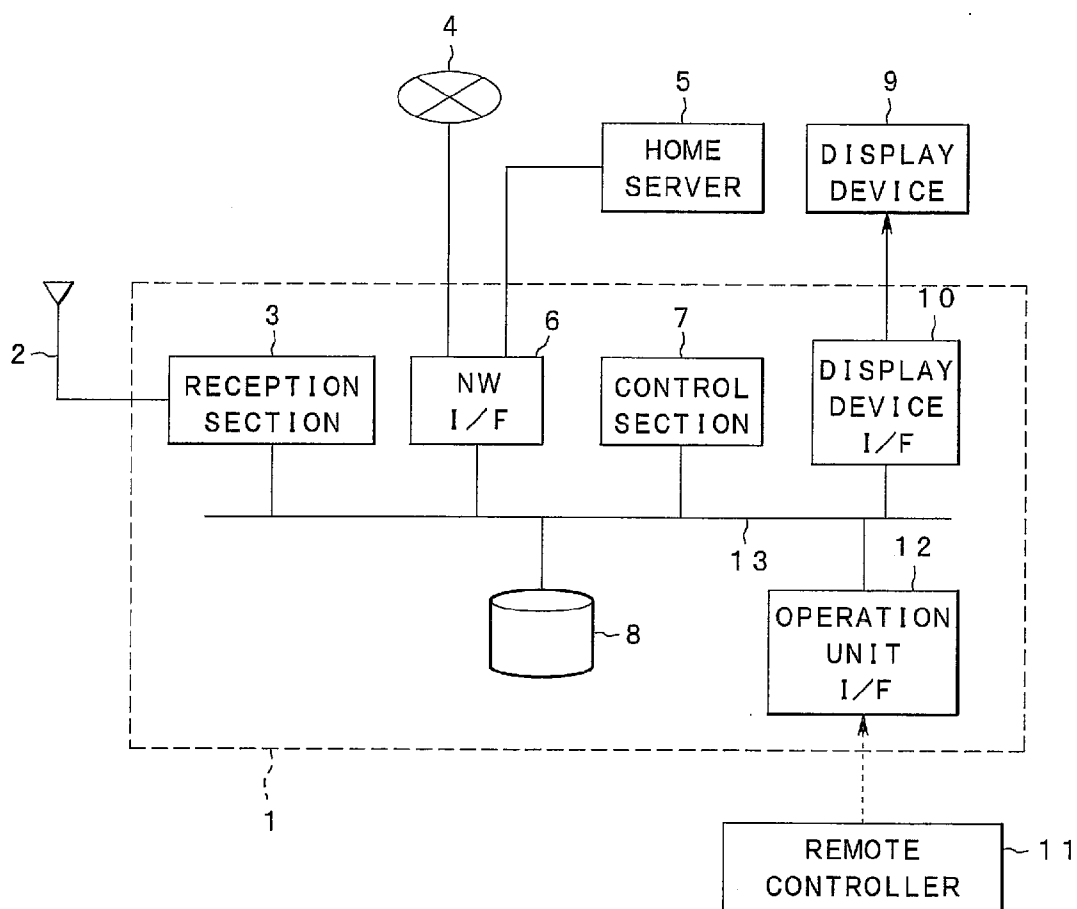 4
5
9
HOME
SERVER
DISPLAY
DEVICE
2
3
6
7
10
RECEPTION
SECTION
NW
I/F
CONTROL
SECTION
DISPLAY
DEVICE
I/F
13
12
8
OPERATION
UNIT
I/F
1
REMOTE
CONTROLLER
11